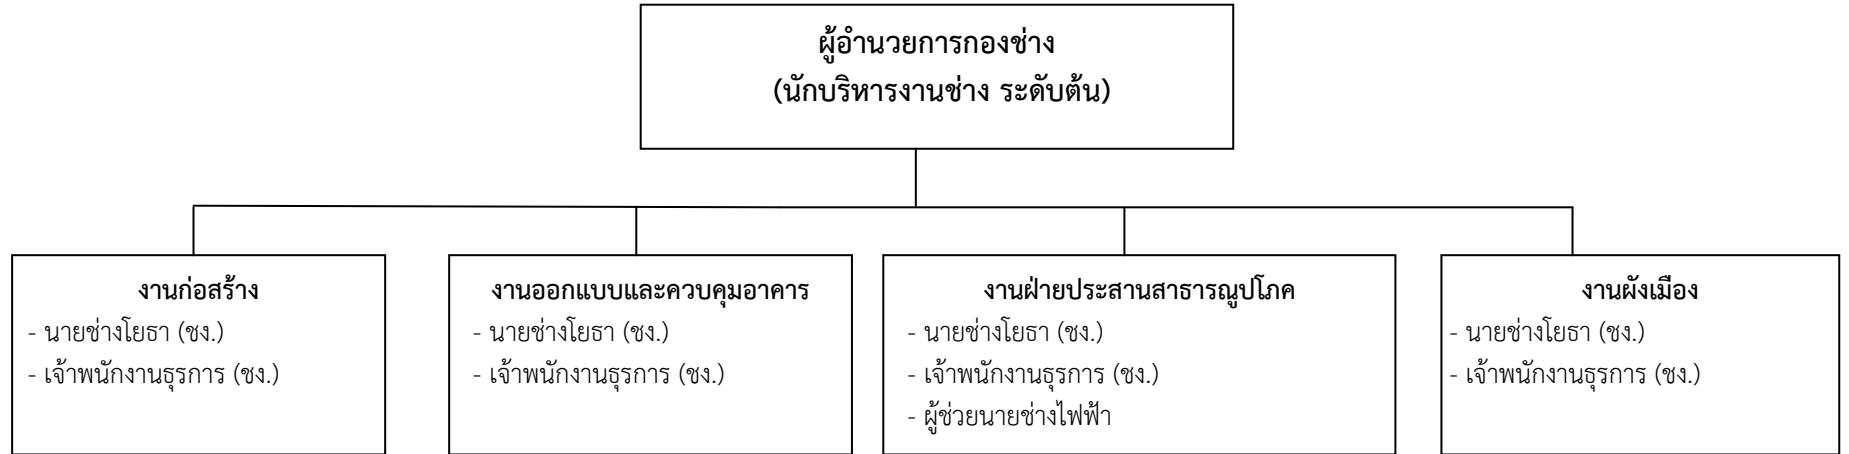 ผู้อำนวยการกองช่าง
(นักบริหารงานช่าง ระดับต้น)
งานก่อสร้าง
- นายช่างโยธา (ชง.)
- เจ้าพนักงานธุรการ (ชง.)
งานออกแบบและควบคุมอาคาร
- นายช่างโยธา (ชง.)
- เจ้าพนักงานธุรการ (ชง.)
งานฝ่ายประสานสาธารณูปโภค
- นายช่างโยธา (ชง.)
- เจ้าพนักงานธุรการ (ชง.)
- ผู้ช่วยนายช่างไฟฟ้า
งานผังเมือง
- นายช่างโยธา (ชง.)
- เจ้าพนักงานธุรการ (ชง.)